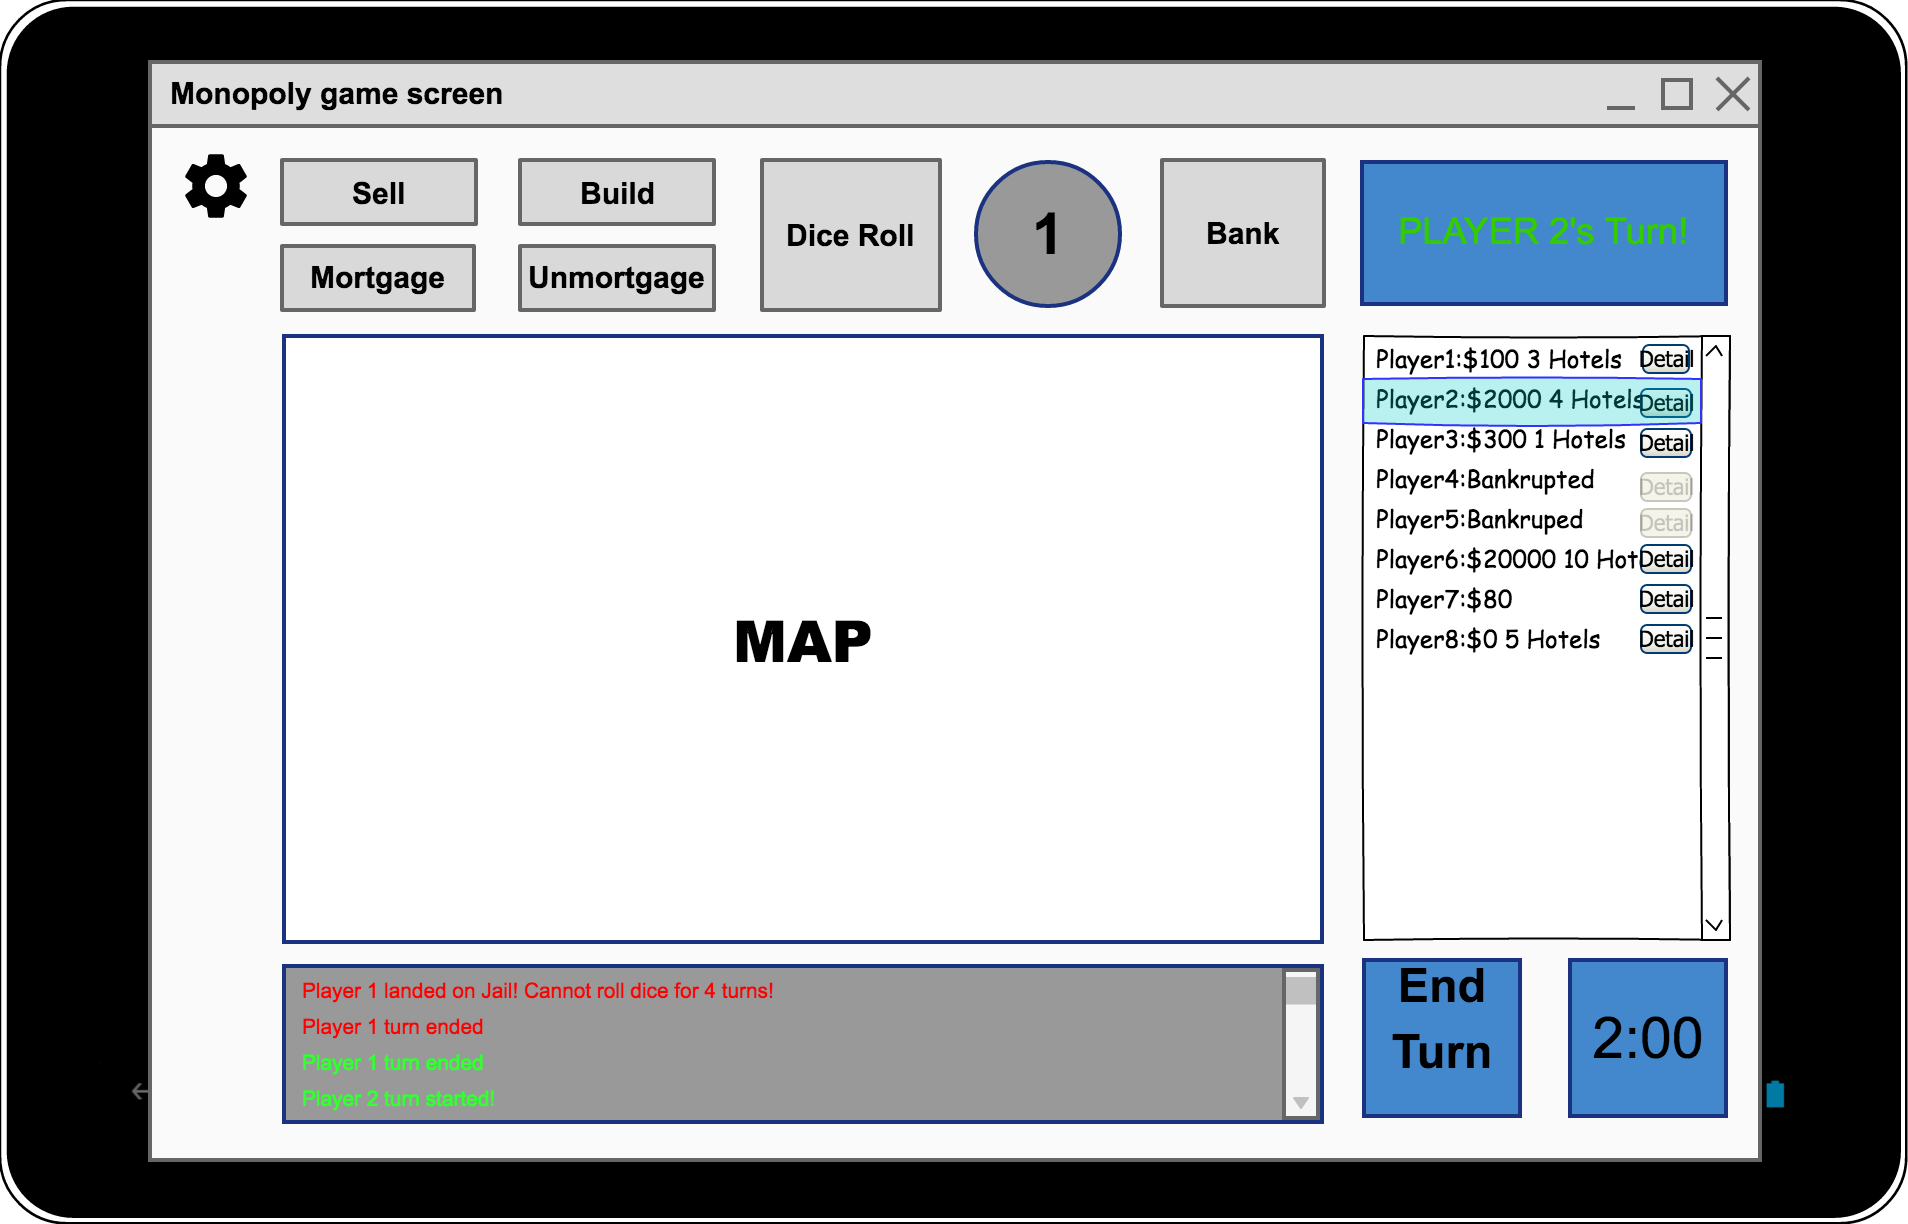 Monopoly game screen
Sell
Build
Mortgage
Unmortgage
Dice Roll
1
Bank
PLAYER 2's Turn!
MAP
Player1:$100 3 Hotels Detail
Player2:$2000 4 Hotels Detail
Player3:$300 1 Hotels Detail
Player4:Bankrupted Detail
Player5:Bankruped Detail
Player6:$20000 10 Hot Detail
Player7:$80 Detail
Player8:$0 5 Hotels Detail
Player 1 landed on Jail! Cannot roll dice for 4 turns!
Player 1 turn ended
Player 1 turn ended
Player 2 turn started!
End
Turn
2:00